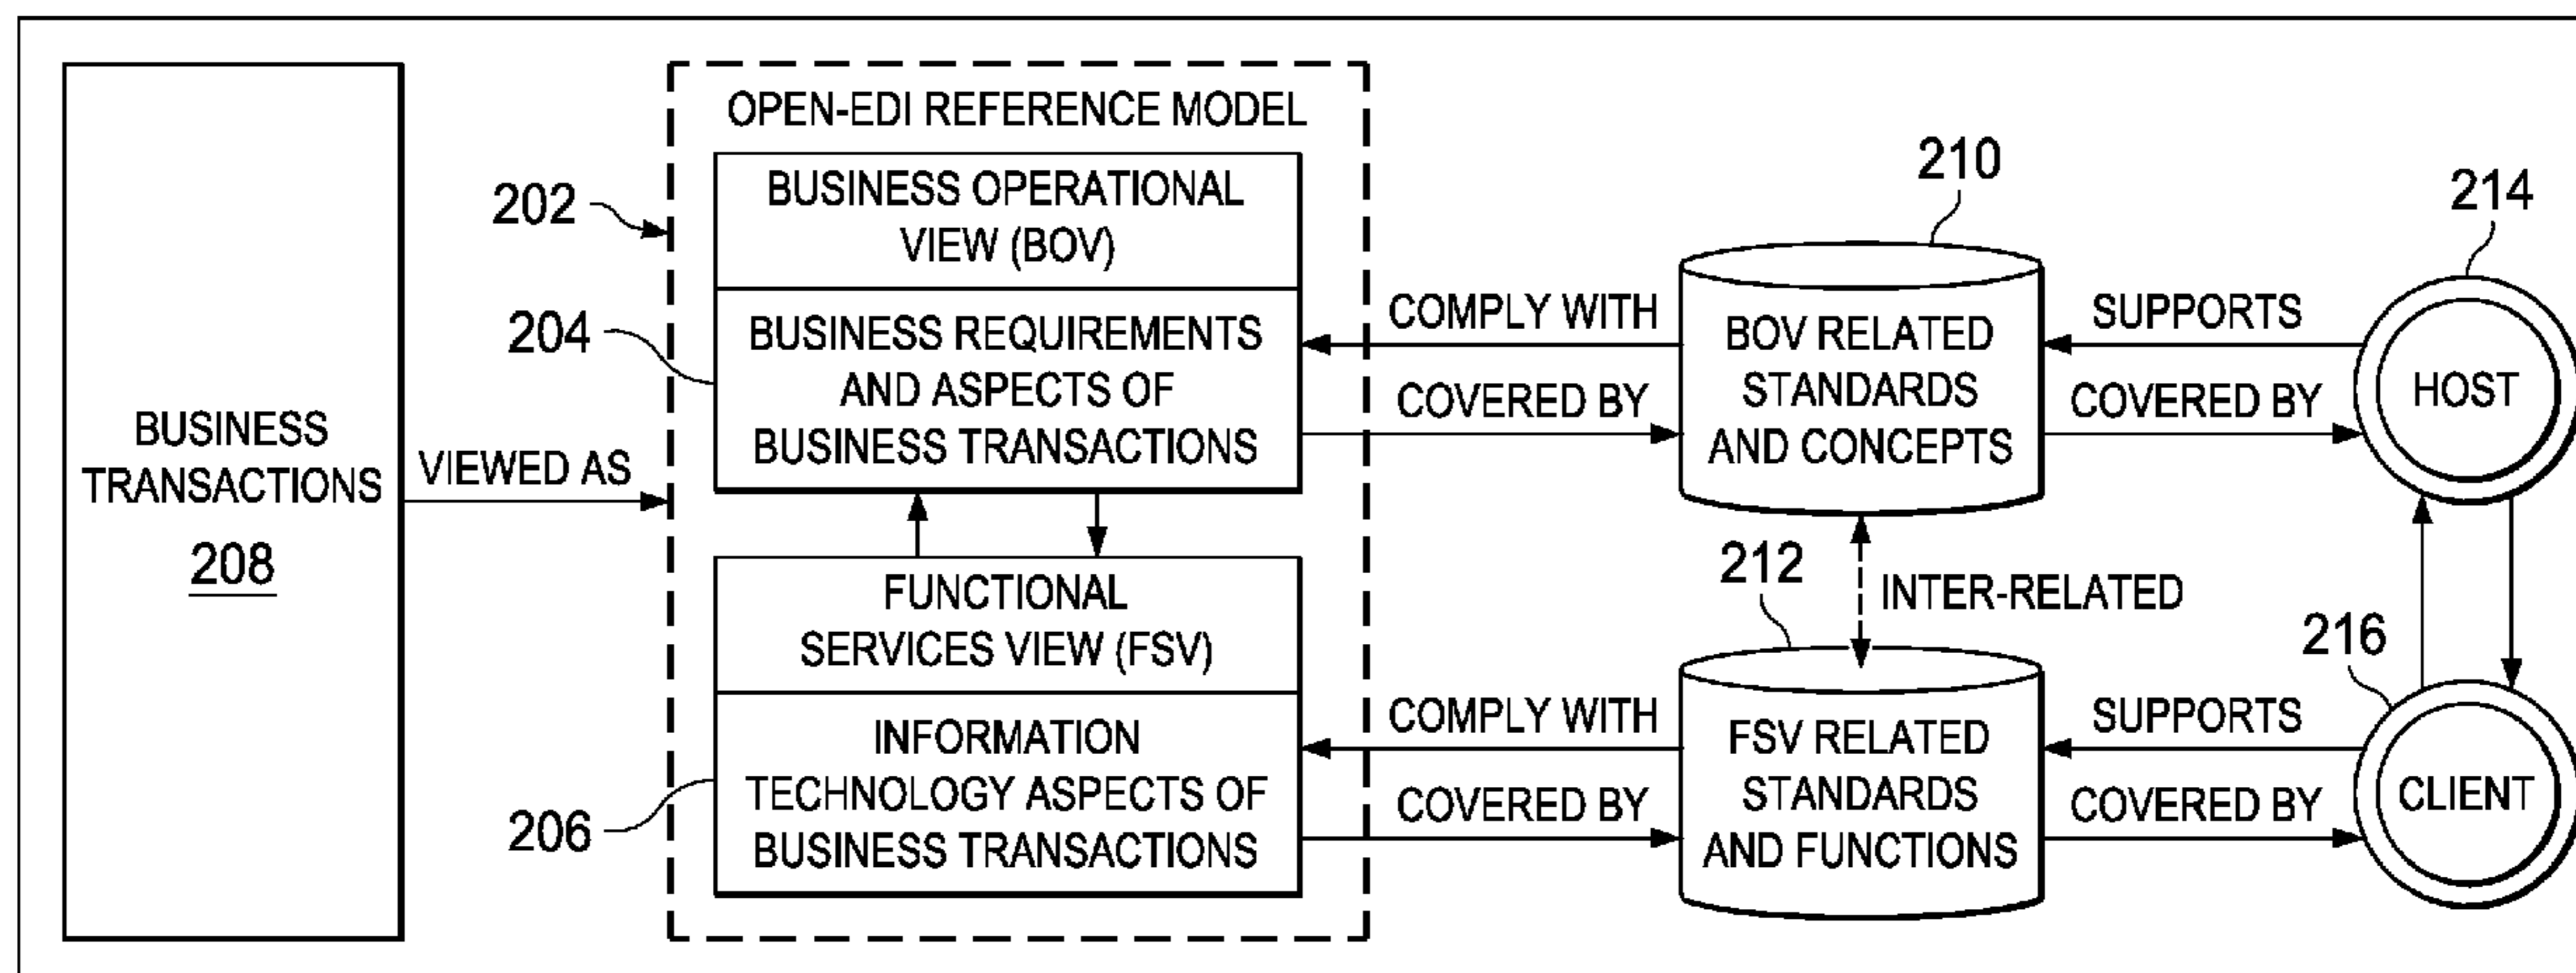 BUSINESS
TRANSACTIONS
208
VIEWED AS
OPEN-EDI REFERENCE MODEL
202
BUSINESS OPERATIONAL
VIEW (BOV)
204
BUSINESS REQUIREMENTS
AND ASPECTS OF
BUSINESS TRANSACTIONS
FUNCTIONAL
SERVICES VIEW (FSV)
206
INFORMATION
TECHNOLOGY ASPECTS OF
BUSINESS TRANSACTIONS
COMPLY WITH
COVERED BY
COMPLY WITH
COVERED BY
210
BOV RELATED
STANDARDS
AND CONCEPTS
INTER-RELATED
212
FSV RELATED
STANDARDS
AND FUNCTIONS
SUPPORTS
COVERED BY
SUPPORTS
COVERED BY
214
HOST
216
CLIENT